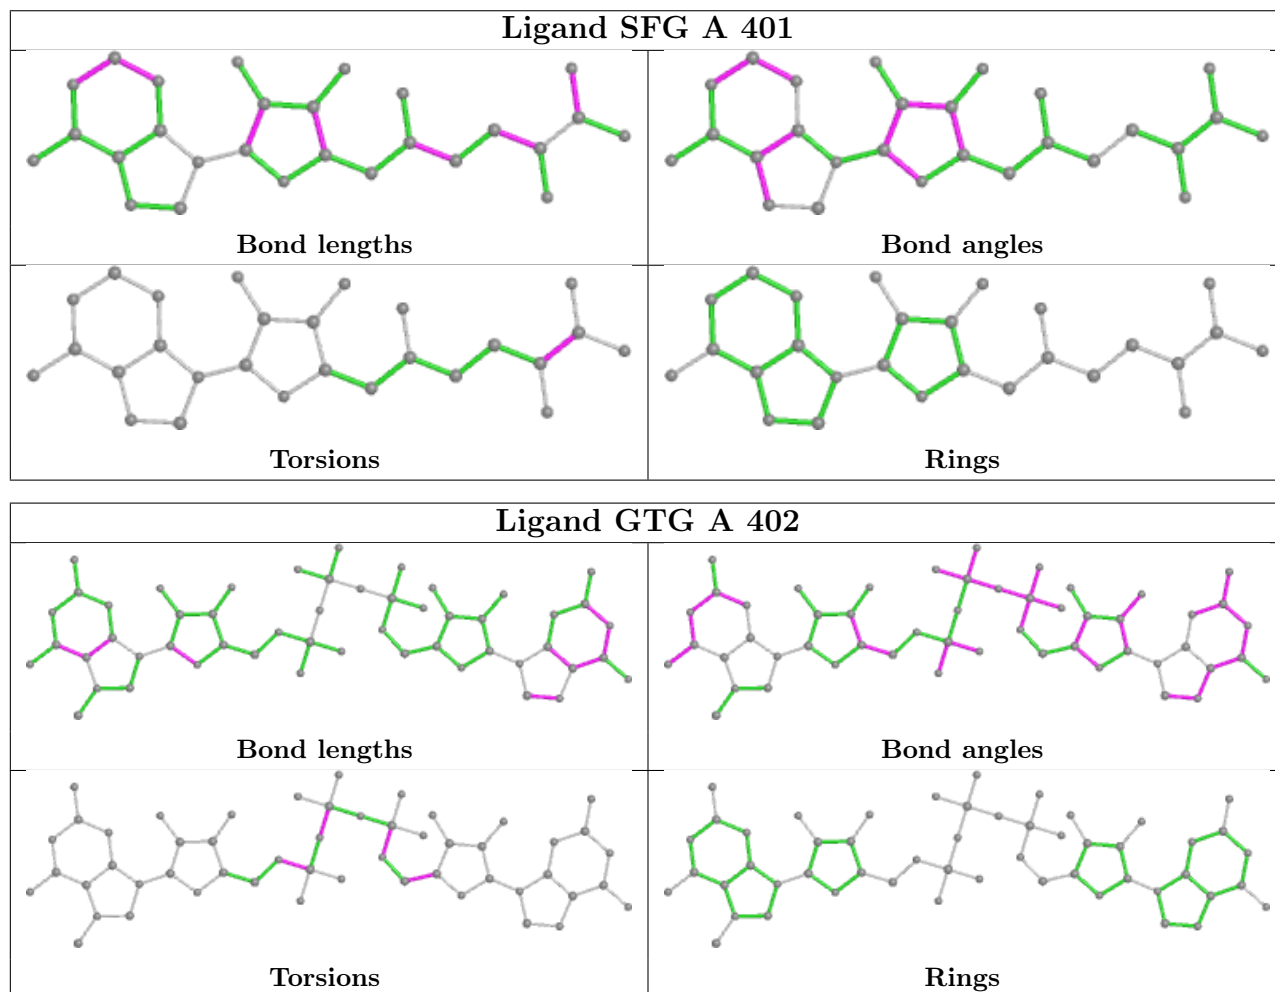 Ligand SFG A 401
Bond lengths
Bond angles
Torsions
Rings
Ligand GTG A 402
Bond lengths
Bond angles
Torsions
Rings